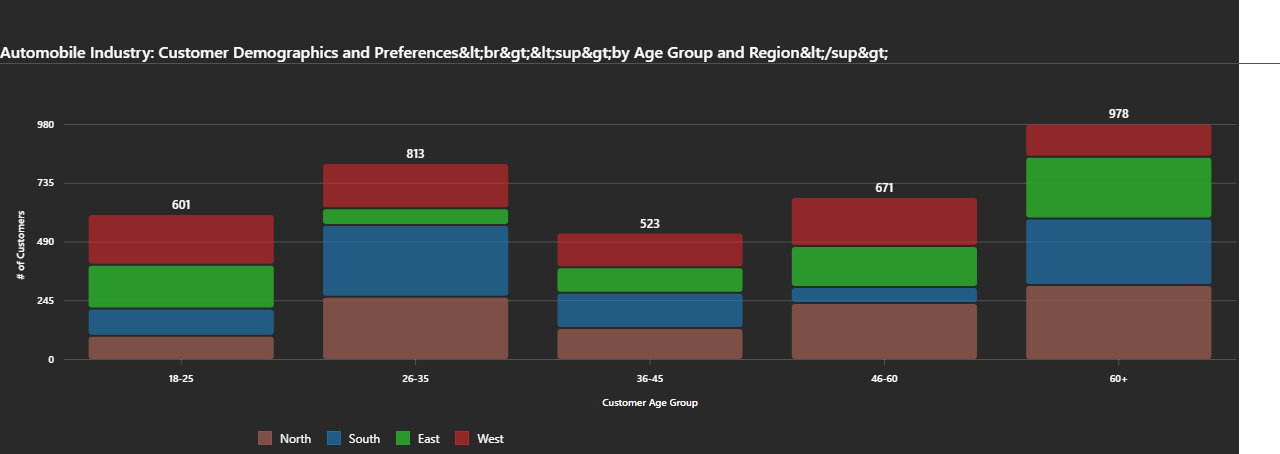 Automobile Industry: Customer Demographics and Preferences&lt;br&gt;&lt;sup&gt;by Age Group and Region&lt;/sup&gt;
978
980
813
735
671
601
523
490
# of Customers
245
0
18-25 26-35 36-45 46-60 60+
Customer Age Group
North South East West